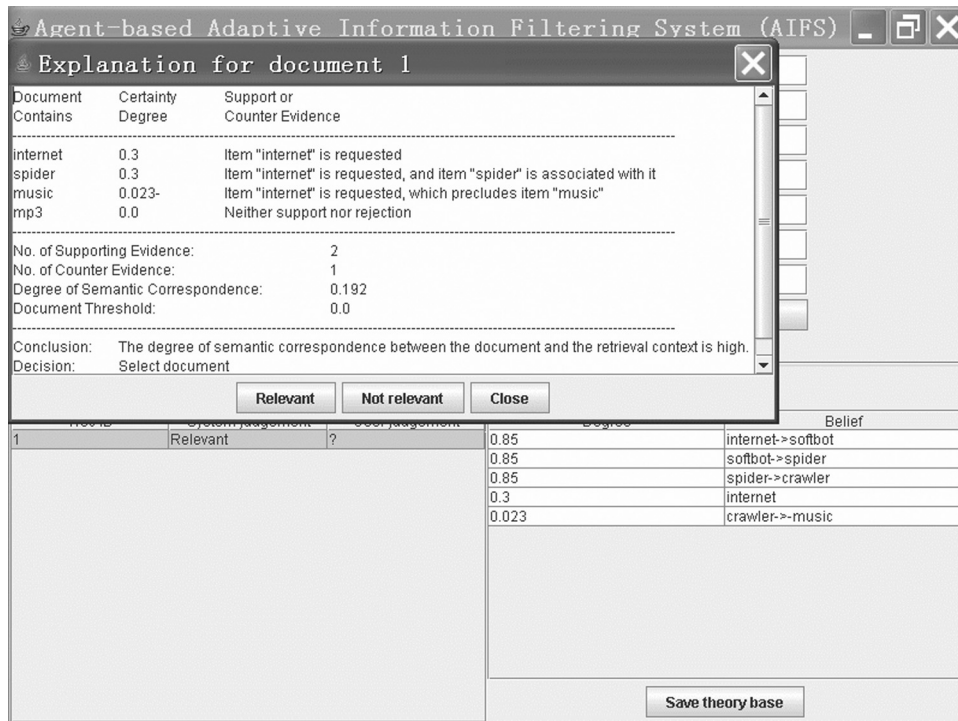 Agent-based Adaptive Information Filtering System (AIFS)
Explanation for document 1
Document Certainty Support or
Contains Degree Counter Evidence
internet 0.3 Item "internet" is requested
spider 0.3 Item "internet" is requested, and item "spider" is associated with it
music 0.023- Item "internet" is requested, which precludes item "music"
mp3 0.0 Neither support nor rejection
No. of Supporting Evidence: 2
No. of Counter Evidence: 1
Degree of Semantic Correspondence: 0.192
Document Threshold: 0.0
Conclusion: The degree of semantic correspondence between the document and the retrieval context is high.
Decision: Select document
Relevant Not relevant Close
System judgement User judgement Degree Belief
1 Relevant ? 0.85 internet->softbot
0.85 softbot->spider
0.85 spider->crawler
0.3 internet
0.023 crawler->-music
Save theory base